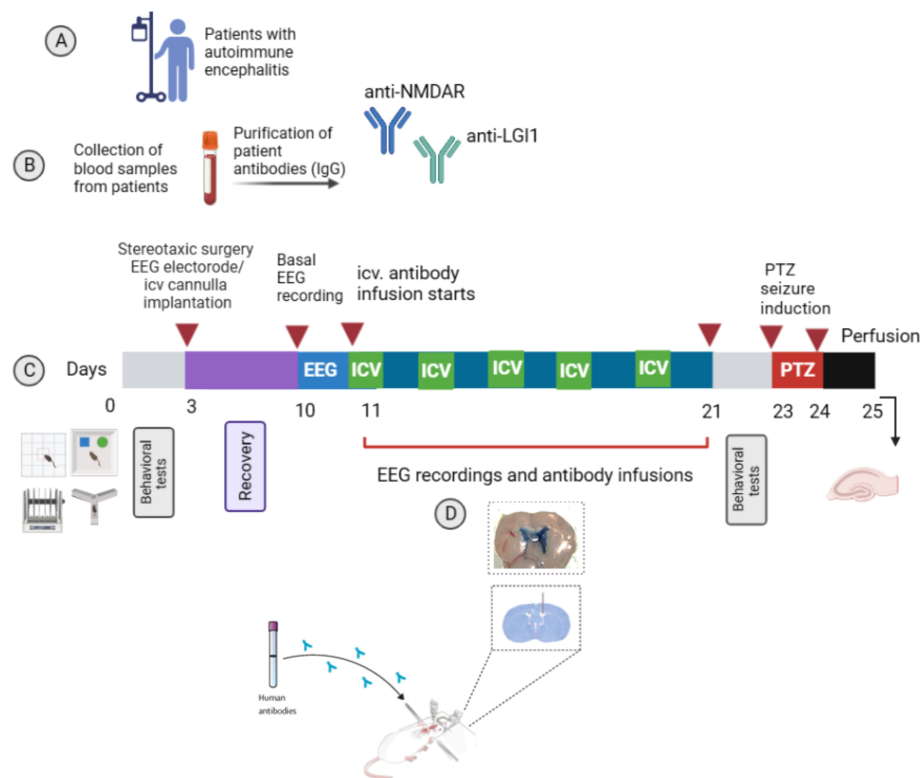 A
Patients with
autoimmune
encephalitis
anti-NMDAR
anti-LGI1
B
Collection of
blood samples
from patients
Purification of
patient
antibodies (IgG)
Stereotaxic surgery
EEG electorode/
icv cannulla
implantation
Basal
EEG
recording
icv. antibody
infusion starts
PTZ
seizure
induction
Perfusion
C
Days
EEG
ICV
ICV
ICV
ICV
ICV
PTZ
0
3
10
11
21
23
24
25
Behavioral
tests
Recovery
EEG recordings and antibody infusions
Behavioral
tests
D
Human
antibodies